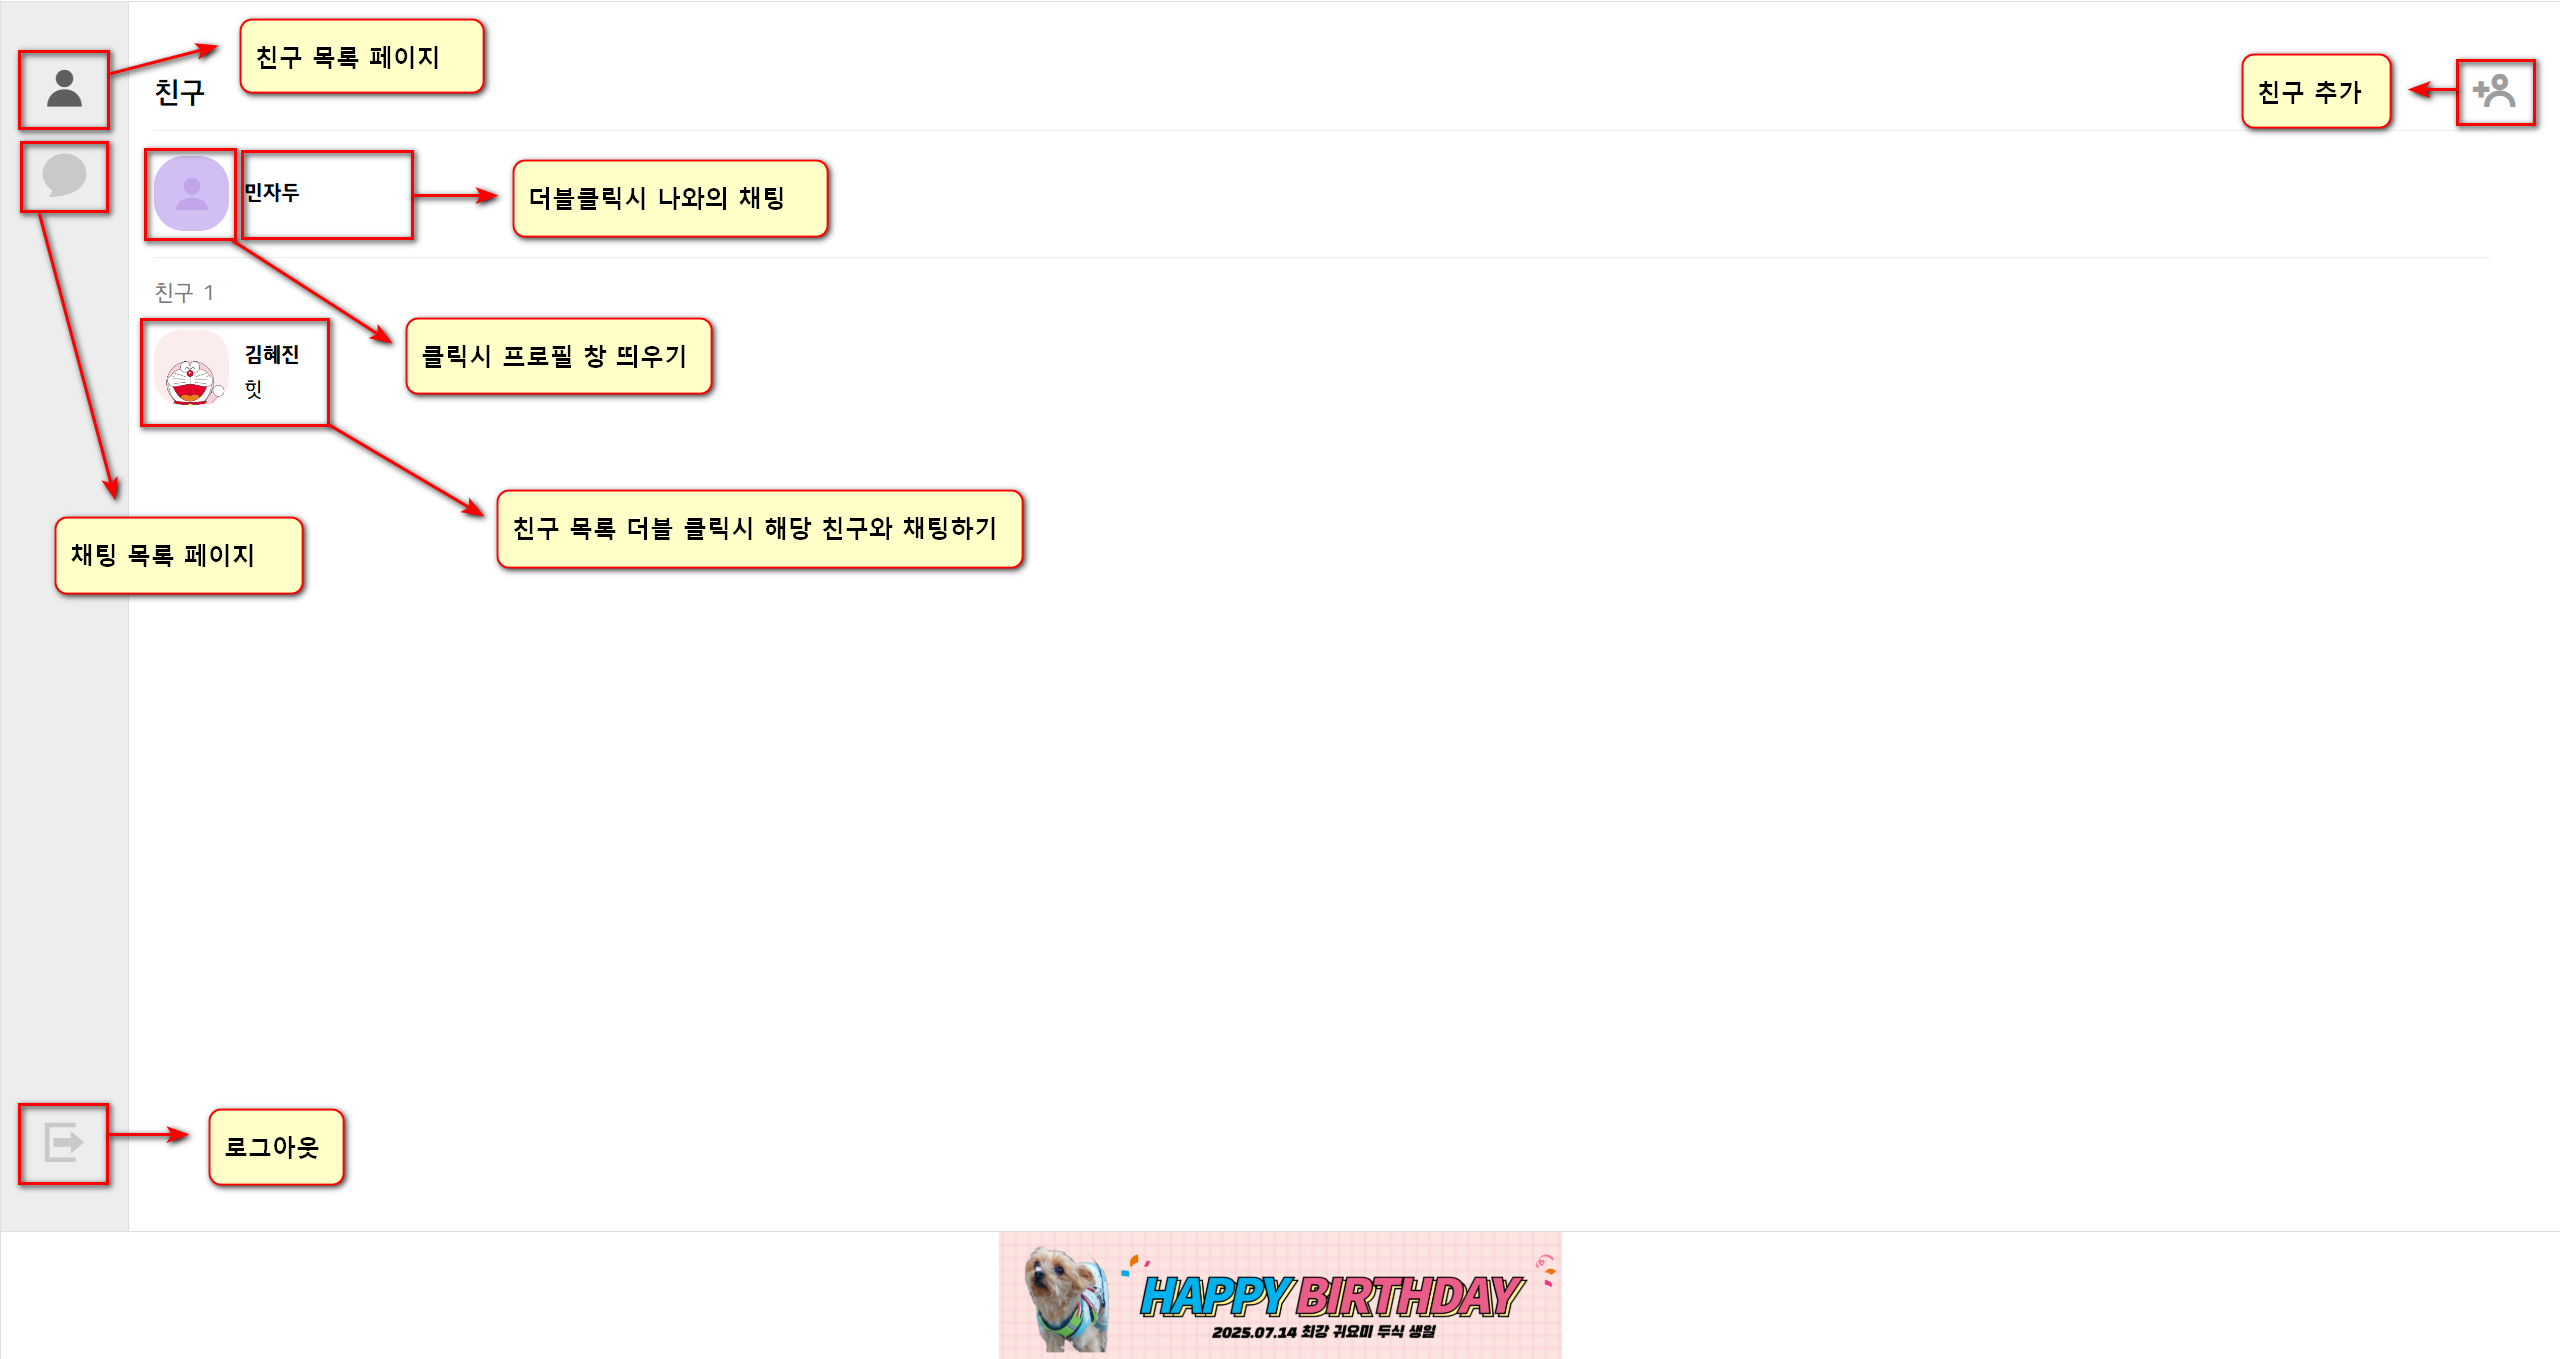 친구 목록 페이지
친구
친구 추가
민자두
더블클릭시 나와의 채팅
친구 1
김혜진
힛
클릭시 프로필 창 띄우기
친구 목록 더블 클릭시 해당 친구와 채팅하기
채팅 목록 페이지
로그아웃
HAPPY BIRTHDAY
2025.07.14 최강 귀요미 두식 생일